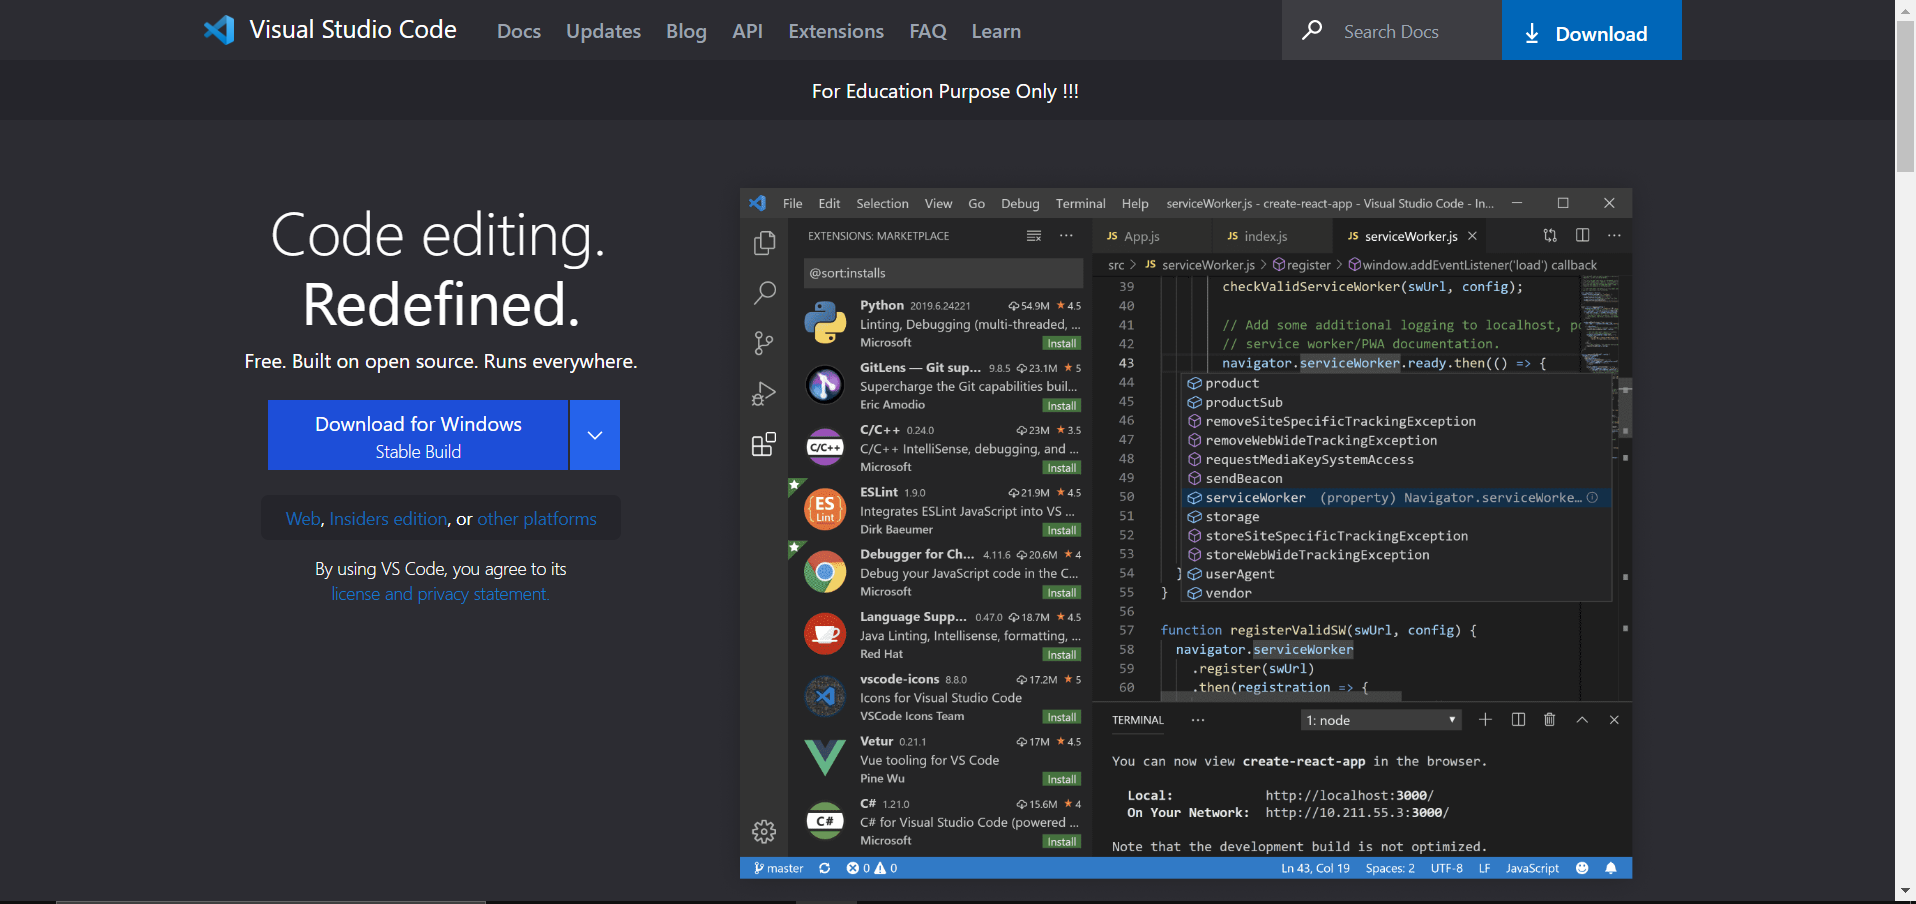 Visual Studio Code
Docs Updates Blog API Extensions FAQ Learn
Search Docs
Download
For Education Purpose Only !!!
Code editing.
Redefined.
Free. Built on open source. Runs everywhere.
Download for Windows
Stable Build
Web, Insiders edition, or other platforms
By using VS Code, you agree to its
license and privacy statement.
File Edit Selection View Go Debug Terminal Help serviceWorker.js - create-react-app - Visual Studio Code - In...
EXTENSIONS: MARKETPLACE
@sort:installs
Python 2019.6.24221 54.9M 4.5
Linting, Debugging (multi-threaded, ...
Microsoft Install
GitLens — Git sup... 9.8.5 23.1M 5
Supercharge the Git capabilities buil...
Eric Amodio Install
C/C++ 0.24.0 23M 3.5
C/C++
C/C++ IntelliSense, debugging, and ...
Microsoft Install
ESLint 1.9.0 21.9M 4.5
ES
Lint
Integrates ESLint JavaScript into VS ...
Dirk Baeumer Install
Debugger for Ch... 4.11.6 20.6M 4
Debug your JavaScript code in the C...
Microsoft Install
Language Supp... 0.47.0 18.7M 4.5
Java Linting, Intellisense, formatting, ...
Red Hat Install
vscode-icons 8.8.0 17.2M 5
Icons for Visual Studio Code
VSCode Icons Team Install
Vetur 0.21.1 17M 4.5
Vue tooling for VS Code
Pine Wu Install
C# 1.21.0 15.6M 4
C#
C# for Visual Studio Code (powered ...
Microsoft Install
JS App.js JS index.js JS serviceWorker.js
src > JS serviceWorker.js > register > window.addEventListener('load') callback
39 checkValidServiceWorker(swUrl, config);
40
41 // Add some additional logging to localhost, po
42 // service worker/PWA documentation.
43 navigator.serviceWorker.ready.then(() => {
44 product
45 productSub
46 removeSiteSpecificTrackingException
47 removeWebWideTrackingException
48 requestMediaKeySystemAccess
49 sendBeacon
50 serviceWorker (property) Navigator.serviceWorke...
51 storage
52 storeSiteSpecificTrackingException
53 storeWebWideTrackingException
54 } userAgent
55 } vendor
56
57 function registerValidSW(swUrl, config) {
58 navigator.serviceWorker
59 .register(swUrl)
60 .then(registration => {
TERMINAL ··· 1: node
You can now view create-react-app in the browser.
Local: http://localhost:3000/
On Your Network: http://10.211.55.3:3000/
Note that the development build is not optimized.
master 0 0 Ln 43, Col 19 Spaces: 2 UTF-8 LF JavaScript